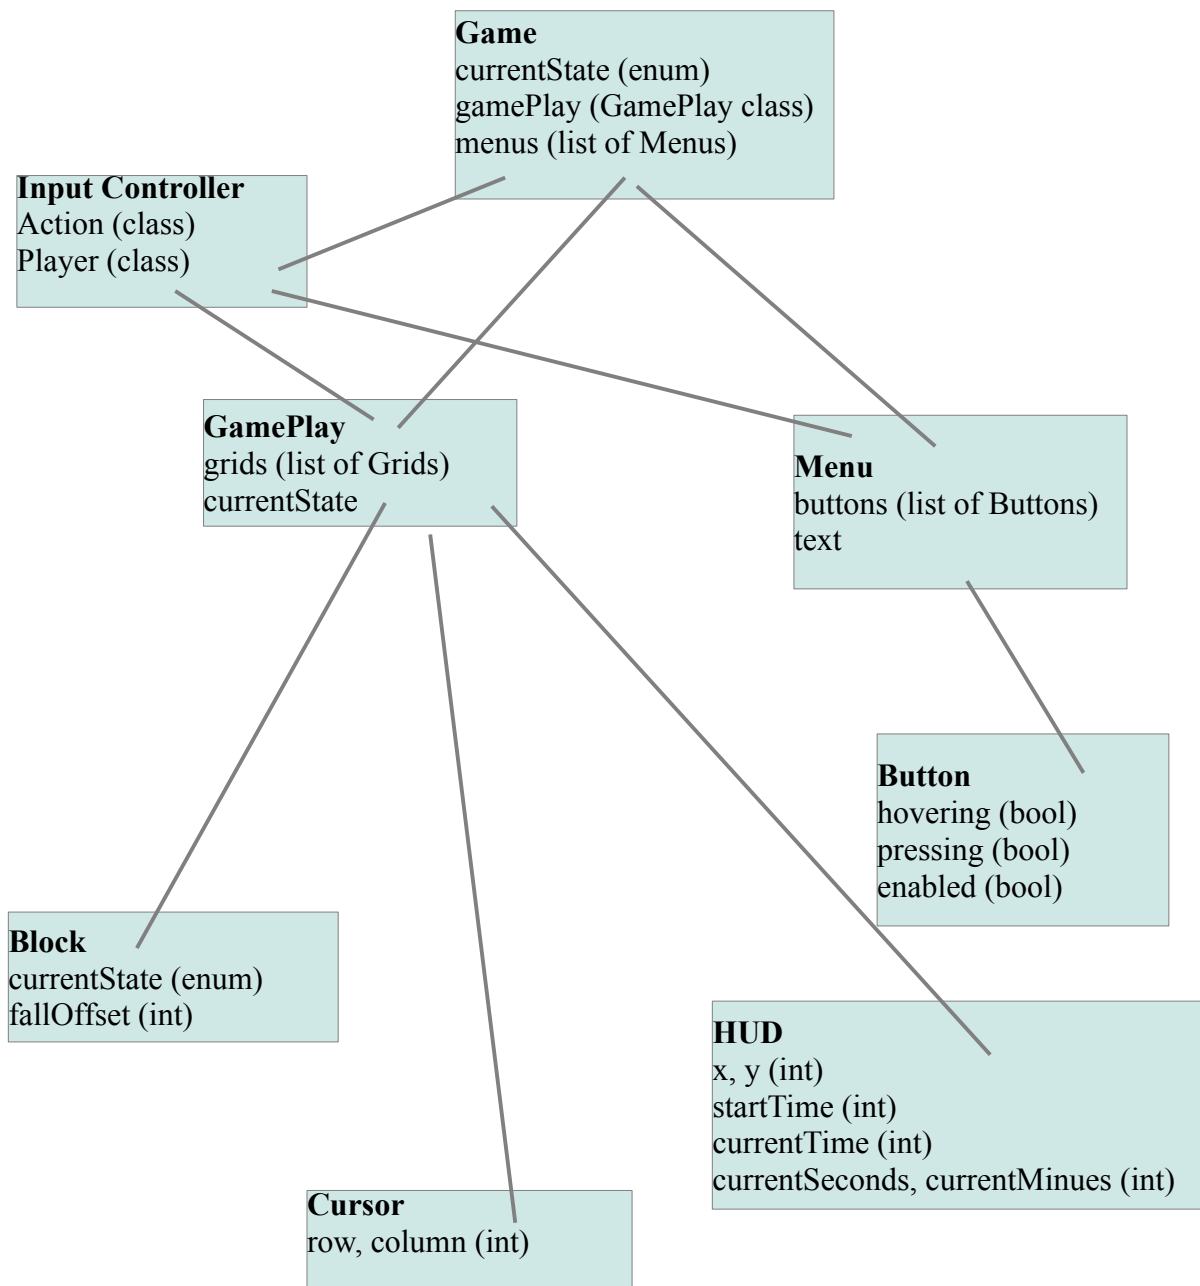 Game
currentState (enum)
gamePlay (GamePlay class)
menus (list of Menus)
Input Controller
Action (class)
Player (class)
GamePlay
grids (list of Grids)
currentState
Menu
buttons (list of Buttons)
text
Button
hovering (bool)
pressing (bool)
enabled (bool)
Block
currentState (enum)
fallOffset (int)
HUD
x, y (int)
startTime (int)
currentTime (int)
currentSeconds, currentMinues (int)
Cursor
row, column (int)